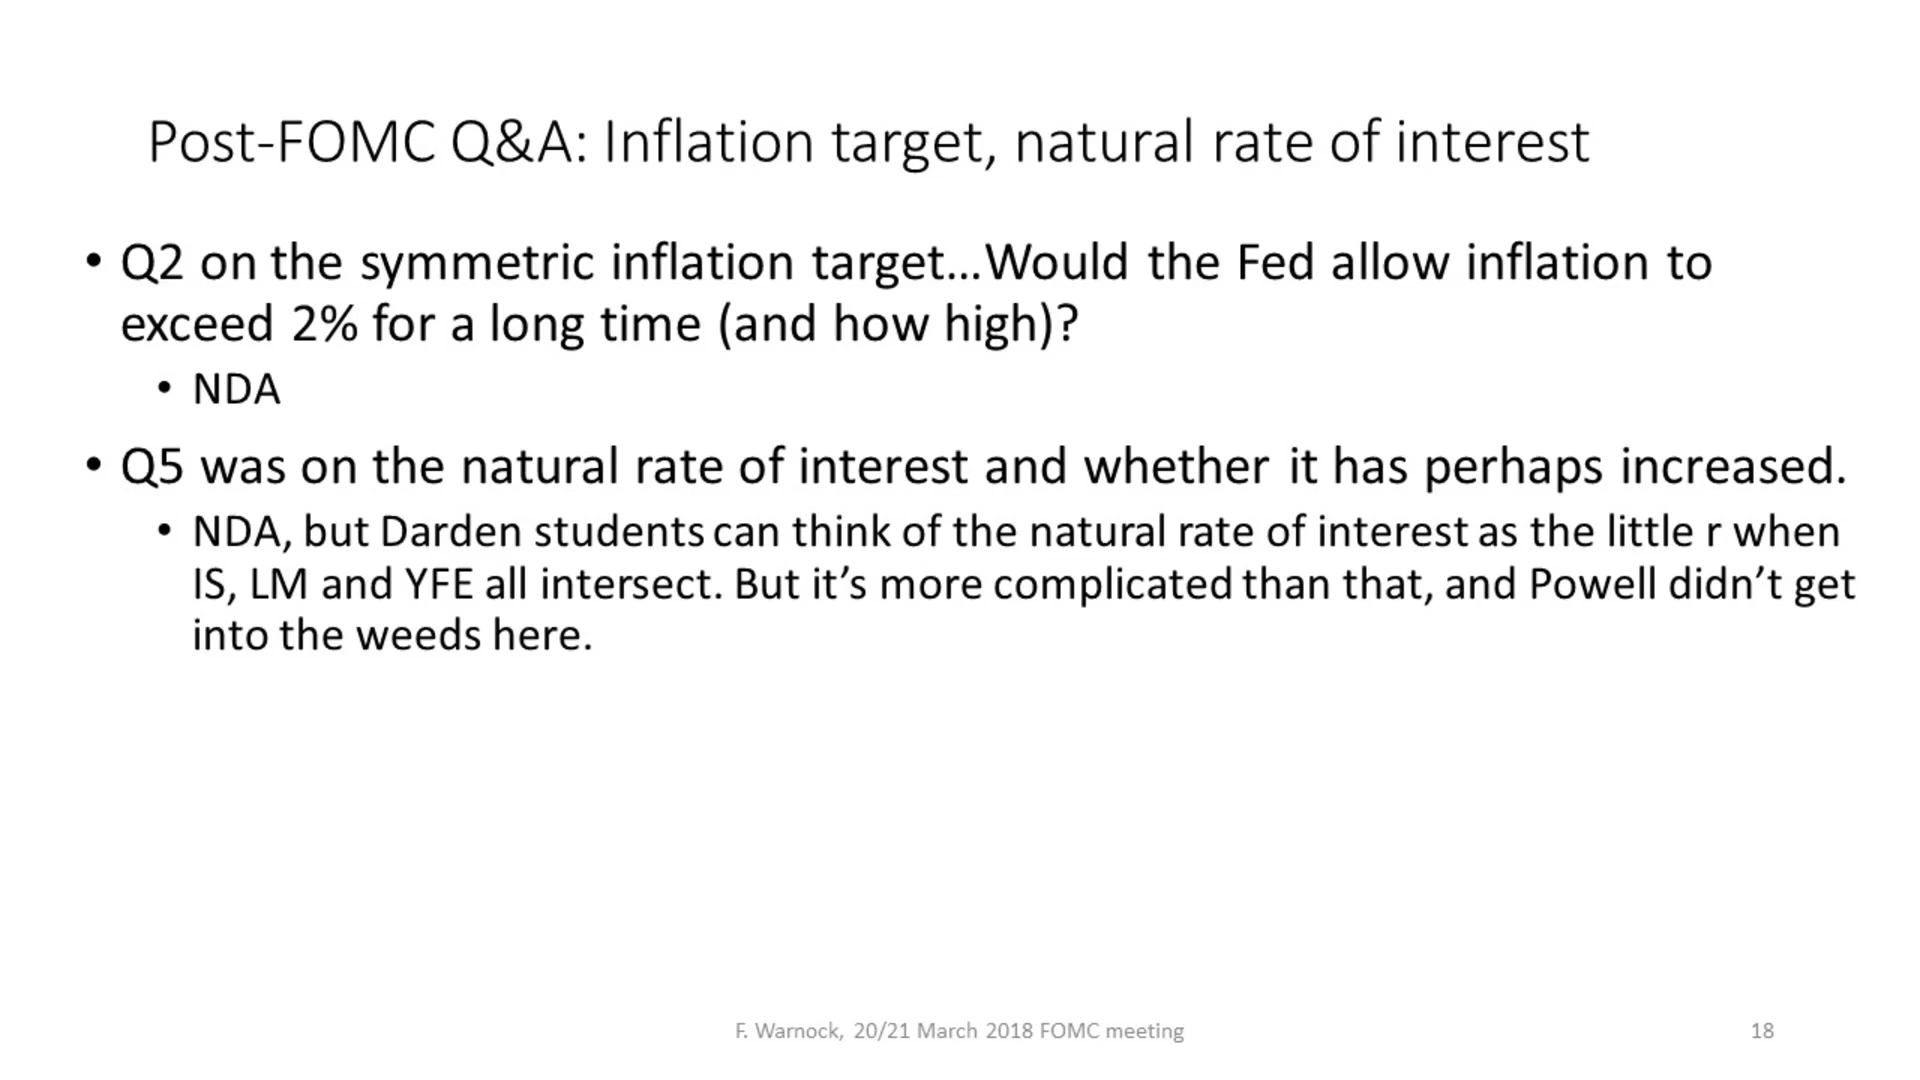 Post-FOMC Q&A: Inflation target, natural rate of interest
• Q2 on the symmetric inflation target…Would the Fed allow inflation to
exceed 2% for a long time (and how high)?
• NDA
• Q5 was on the natural rate of interest and whether it has perhaps increased.
• NDA, but Darden students can think of the natural rate of interest as the little r when
IS, LM and YFE all intersect. But it’s more complicated than that, and Powell didn’t get
into the weeds here.
F. Warnock, 20/21 March 2018 FOMC meeting
18